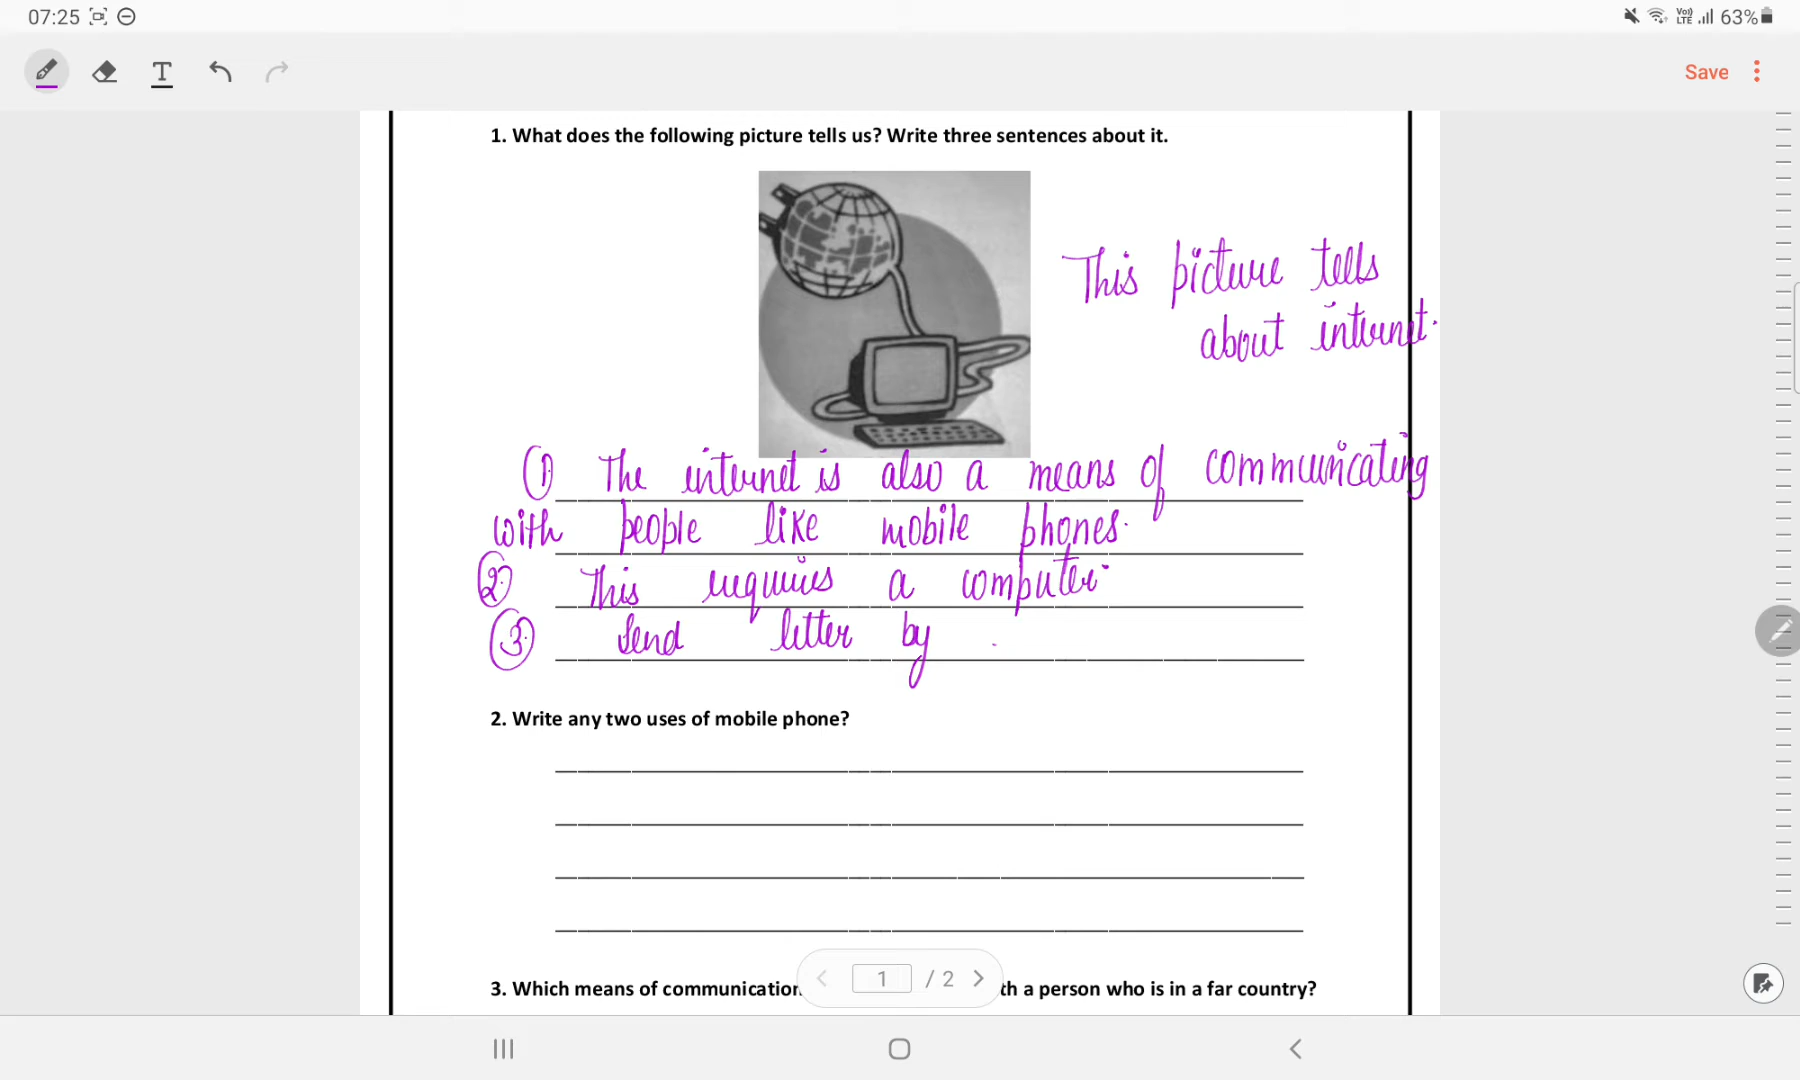 07:25
Vo)) LTE
63%
T
Save
1. What does the following picture tells us? Write three sentences about it.
This picture tells
about internet.
① The internet is also a means of communicating
with people like mobile phones.
② This requires a computer.
③ Send letter by .
2. Write any two uses of mobile phone?
3. Which means of communication th a person who is in a far country?
1 / 2